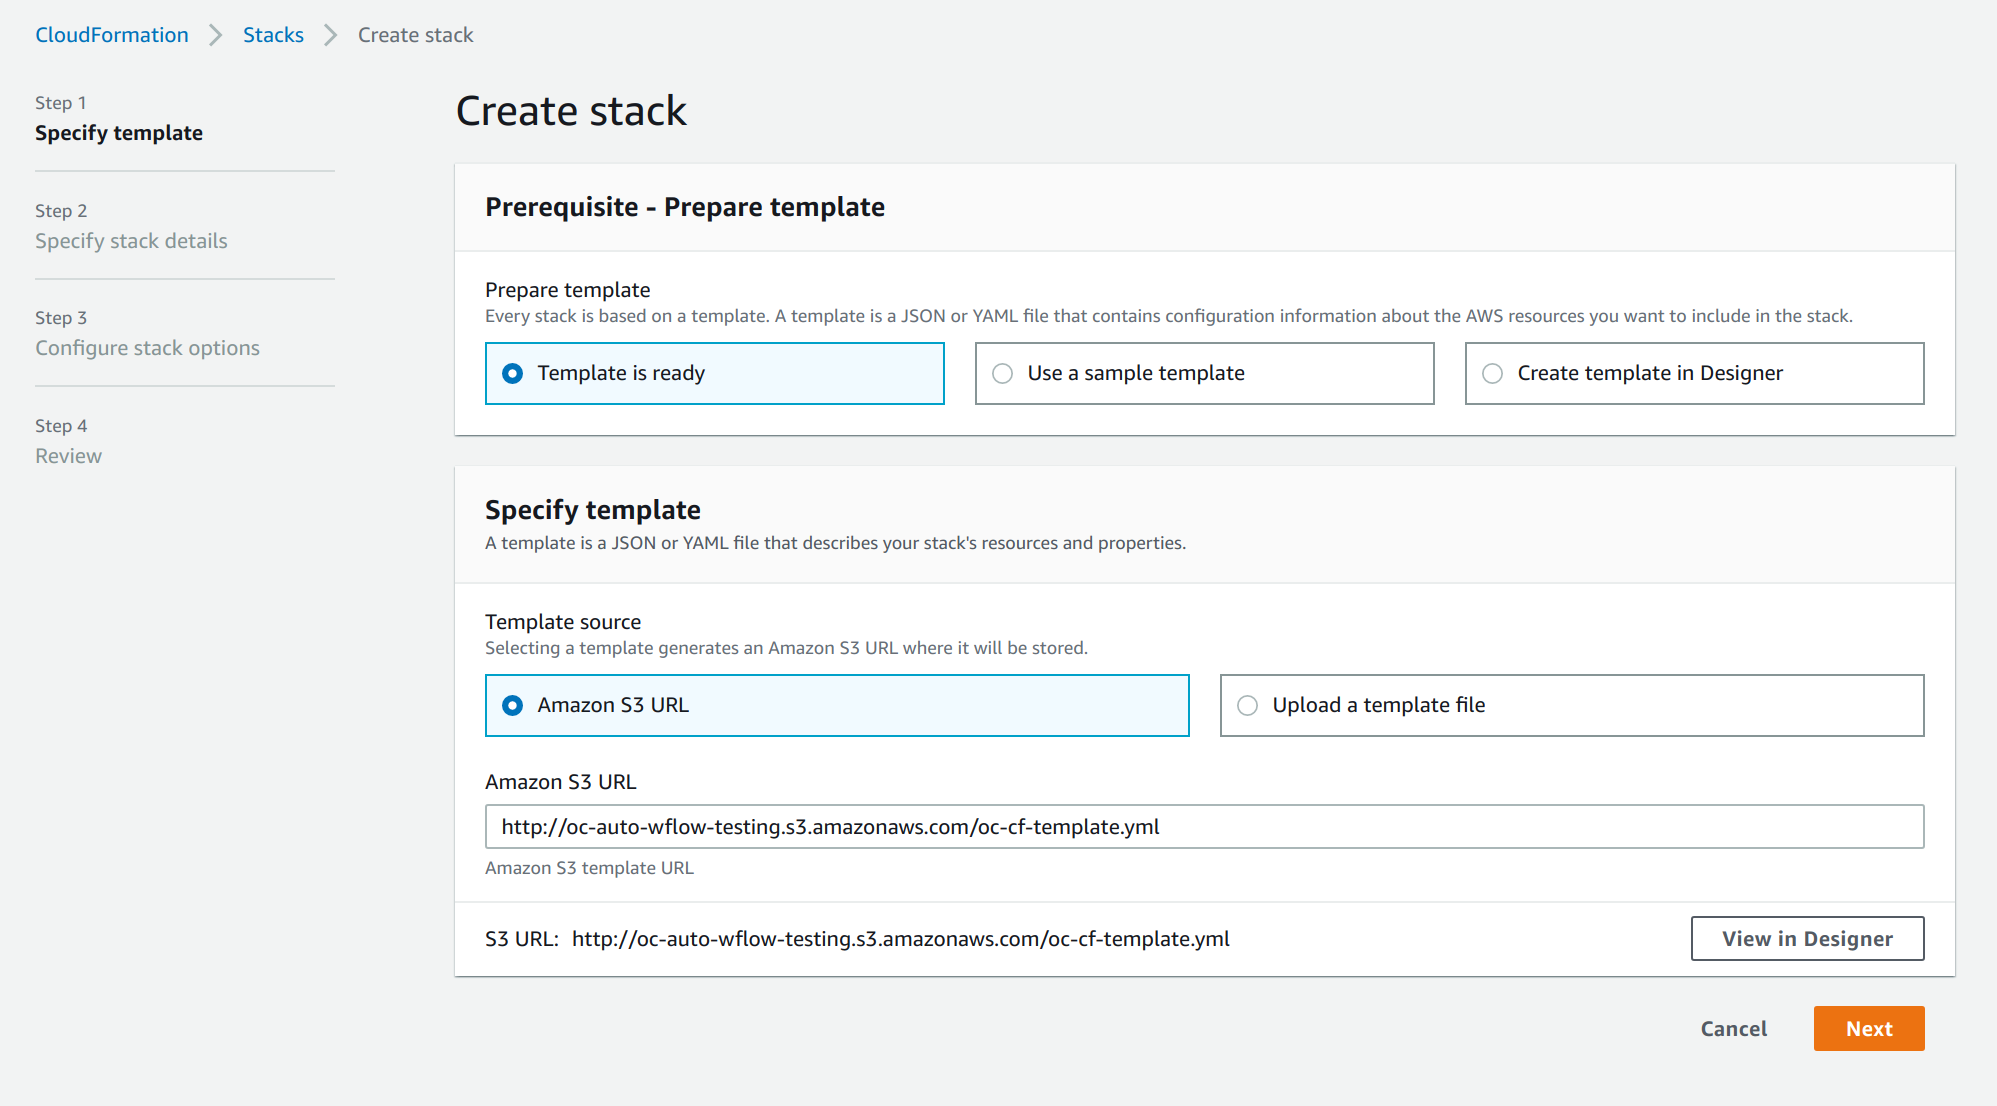 CloudFormation > Stacks > Create stack
Step 1
Specify template
Step 2
Specify stack details
Step 3
Configure stack options
Step 4
Review
Create stack
Prerequisite - Prepare template
Prepare template
Every stack is based on a template. A template is a JSON or YAML file that contains configuration information about the AWS resources you want to include in the stack.
Template is ready
Use a sample template
Create template in Designer
Specify template
A template is a JSON or YAML file that describes your stack's resources and properties.
Template source
Selecting a template generates an Amazon S3 URL where it will be stored.
Amazon S3 URL
Upload a template file
Amazon S3 URL
http://oc-auto-wflow-testing.s3.amazonaws.com/oc-cf-template.yml
Amazon S3 template URL
S3 URL: http://oc-auto-wflow-testing.s3.amazonaws.com/oc-cf-template.yml
View in Designer
Cancel
Next